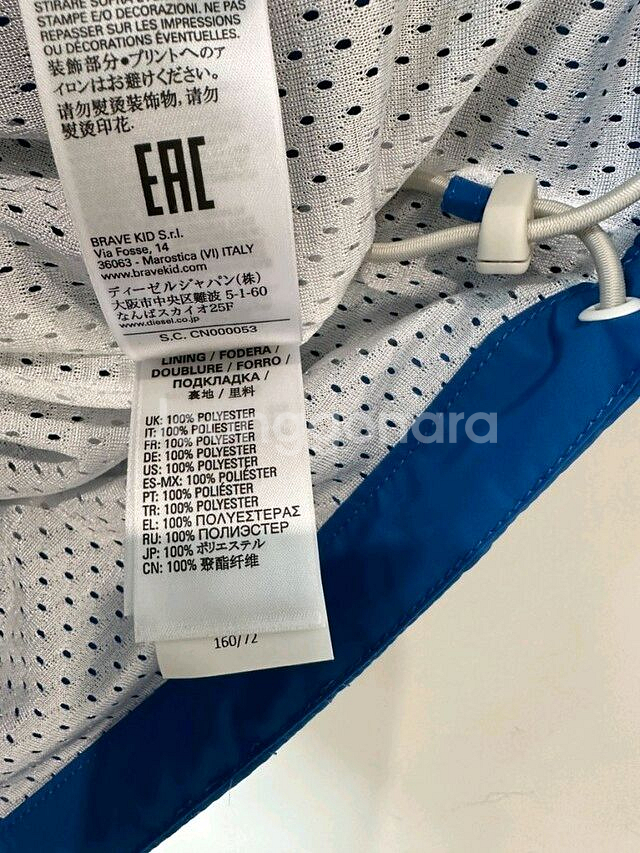 STIRARE SOPRA
STAMPE E/O DECORAZIONI. NE PAS
REPASSER SUR LES IMPRIMÉS ET/
OU DÉCORATIONS ÉVENTUELLES.
装飾部分•プリントへのア
イロンはお避けください。
请勿熨烫装饰物,请勿
熨烫印花.
EAC
BRAVE KID S.r.l.
Via Fosse, 14
36063 - Marostica (VI) ITALY
www.bravekid.com
ディーゼルジャパン(株)
大阪市中央区難波 5-1-60
なんばスカイオ25F
www.diesel.co.jp
S.C. CN000053
LINING / FODERA /
DOUBLURE / FORRO /
ПОДКЛАДКА /
裏地 / 里料
UK: 100% POLYESTER
IT: 100% POLIESTERE
FR: 100% POLYESTER
DE: 100% POLYESTER
US: 100% POLYESTER
ES-MX: 100% POLIÉSTER
PT: 100% POLIÉSTER
TR: 100% POLYESTER
EL: 100% ΠΟΛΥΕΣΤΕΡΑΣ
RU: 100% ПОЛИЭСТЕР
JP: 100% ポリエステル
CN: 100% 聚酯纤维
160/72